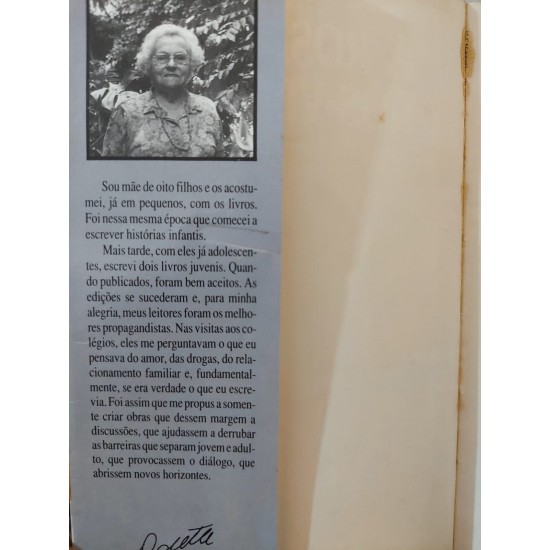 Sou mãe de oito filhos e os acostu-
mei, já em pequenos, com os livros.
Foi nessa mesma época que comecei a
escrever histórias infantis.
Mais tarde, com eles já adolescen-
tes, escrevi dois livros juvenis. Quan-
do publicados, foram bem aceitos. As
edições se sucederam e, para minha
alegria, meus leitores foram os melho-
res propagandistas. Nas visitas aos co-
légios, eles me perguntavam o que eu
pensava do amor, das drogas, do rela-
cionamento familiar e, fundamental-
mente, se era verdade o que eu escre-
via. Foi assim que me propus a somen-
te criar obras que dessem margem a
discussões, que ajudassem a derrubar
as barreiras que separam jovem e adul-
to, que provocassem o diálogo, que
abrissem novos horizontes.